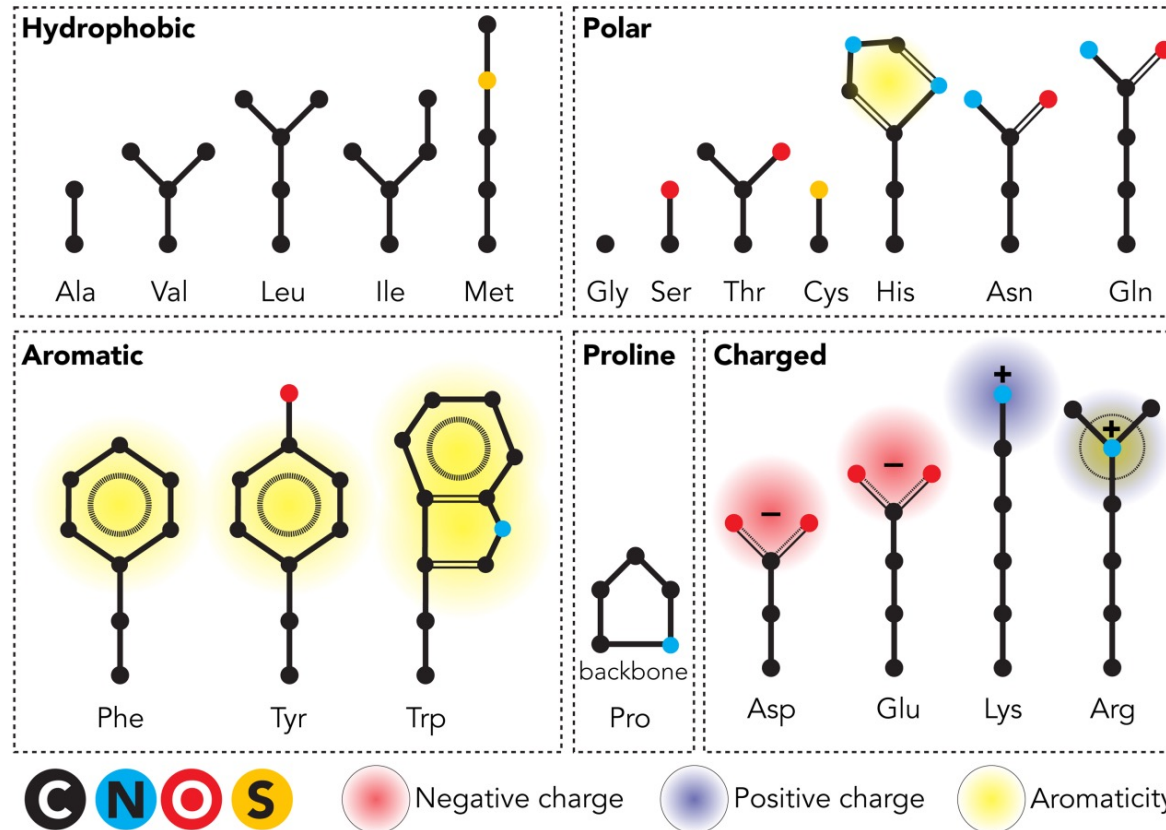 Hydrophobic
Ala Val Leu Ile Met
Polar
Gly Ser Thr Cys His Asn Gln
Aromatic
Phe Tyr Trp
Proline
backbone
Pro
Charged
−
−
+
+
Asp Glu Lys Arg
C N O S
Negative charge
Positive charge
Aromaticity